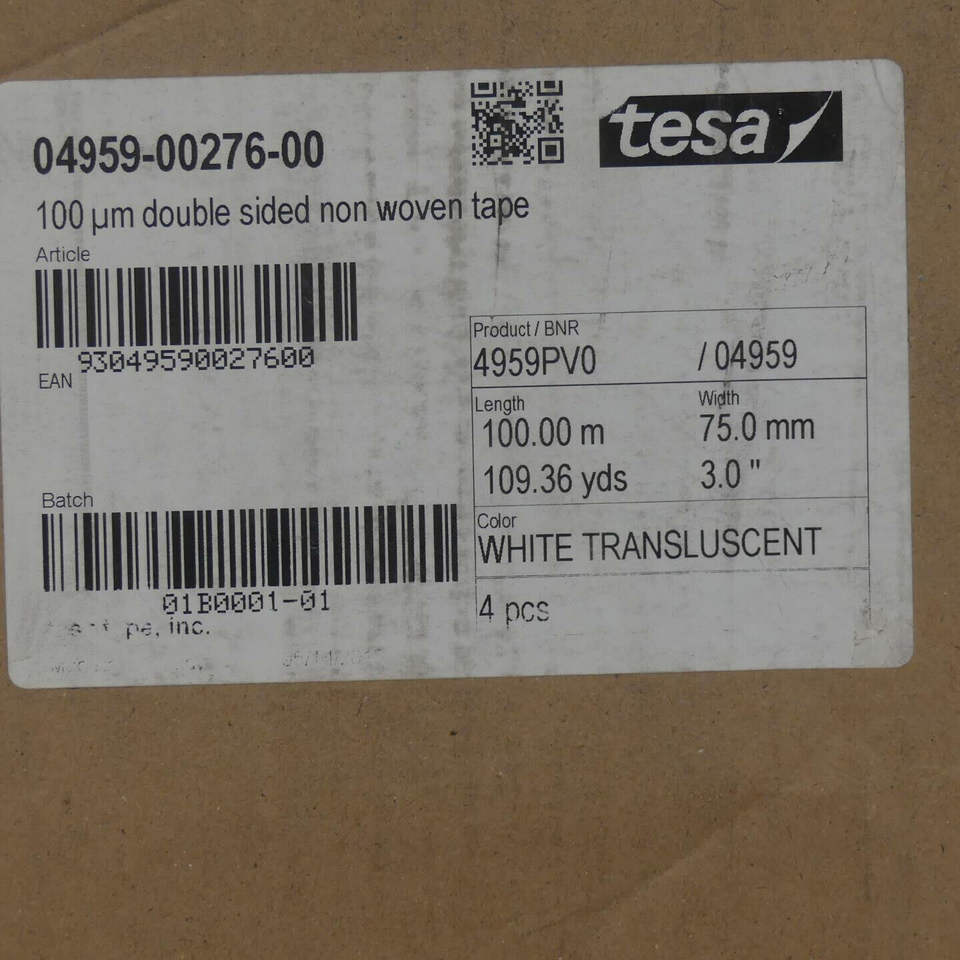 tesa
04959-00276-00
100 µm double sided non woven tape
Article
93049590027600
EAN
Product / BNR
4959PV0 / 04959
Length Width
100.00 m 75.0 mm
109.36 yds 3.0 "
Color
WHITE TRANSLUSCENT
4 pcs
Batch
01B0001-01
inc.